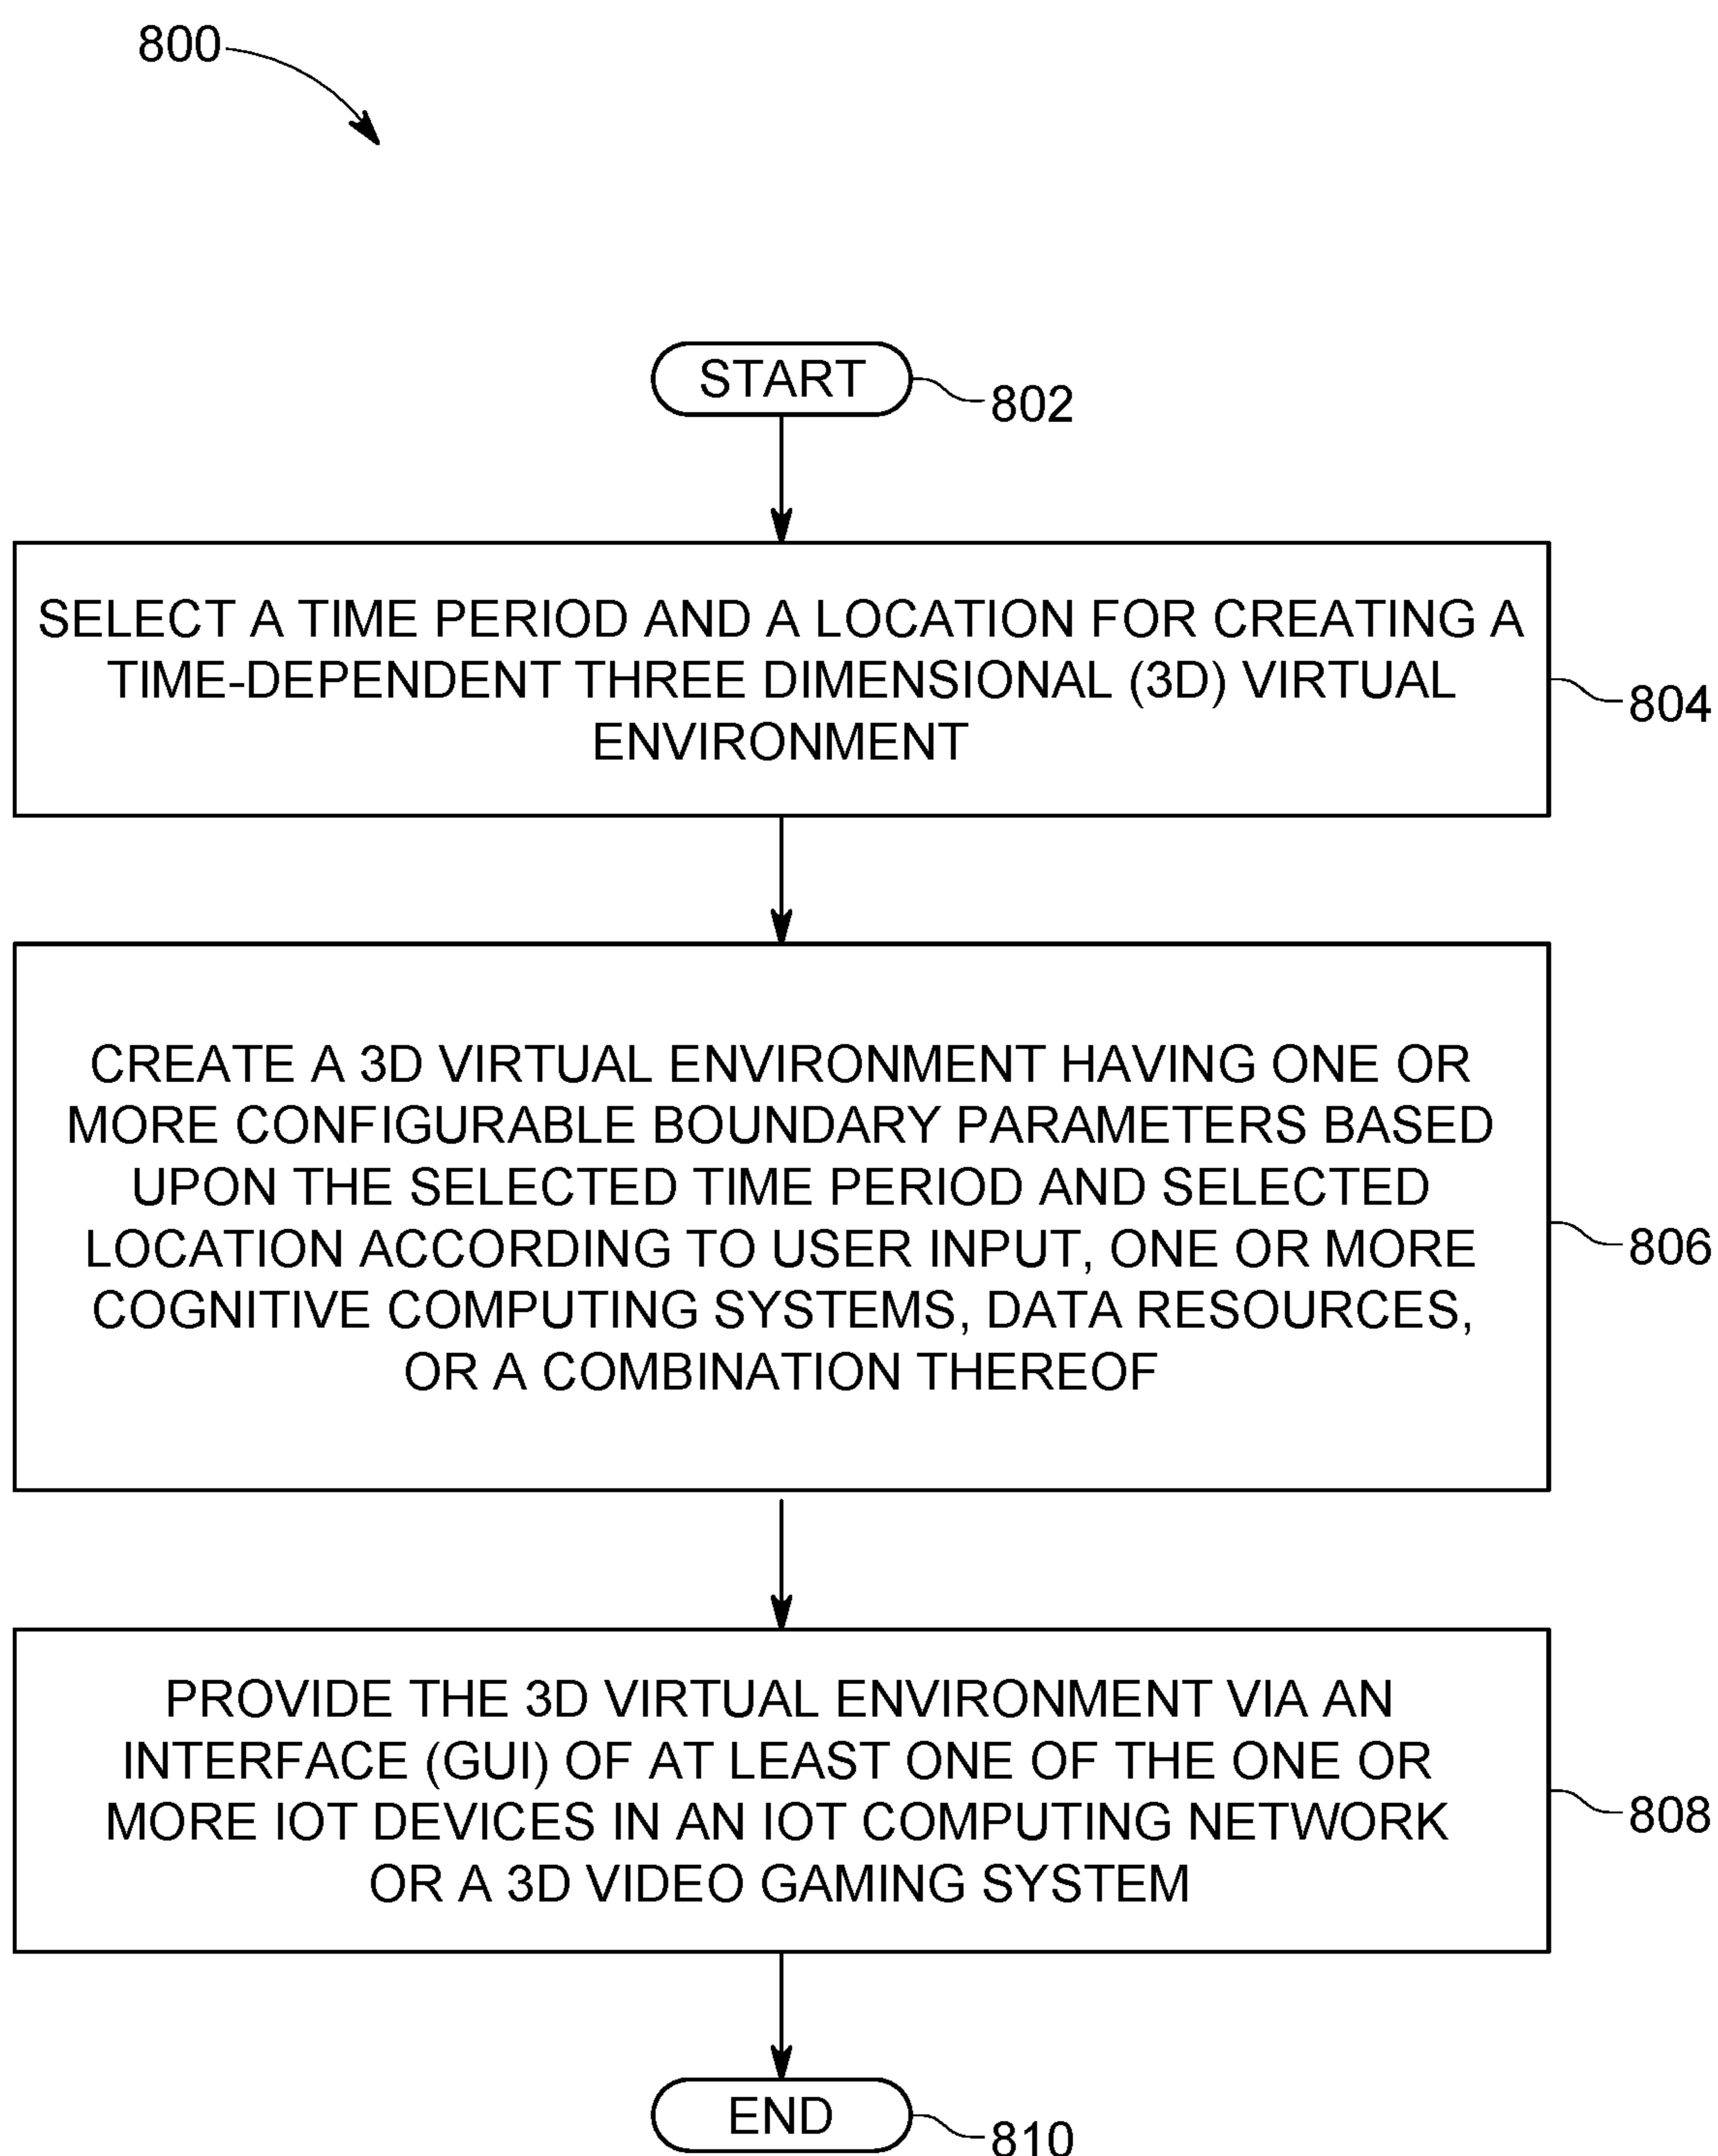 800
START
802
SELECT A TIME PERIOD AND A LOCATION FOR CREATING A
TIME-DEPENDENT THREE DIMENSIONAL (3D) VIRTUAL
ENVIRONMENT
804
CREATE A 3D VIRTUAL ENVIRONMENT HAVING ONE OR
MORE CONFIGURABLE BOUNDARY PARAMETERS BASED
UPON THE SELECTED TIME PERIOD AND SELECTED
LOCATION ACCORDING TO USER INPUT, ONE OR MORE
COGNITIVE COMPUTING SYSTEMS, DATA RESOURCES,
OR A COMBINATION THEREOF
806
PROVIDE THE 3D VIRTUAL ENVIRONMENT VIA AN
INTERFACE (GUI) OF AT LEAST ONE OF THE ONE OR
MORE IOT DEVICES IN AN IOT COMPUTING NETWORK
OR A 3D VIDEO GAMING SYSTEM
808
END
810